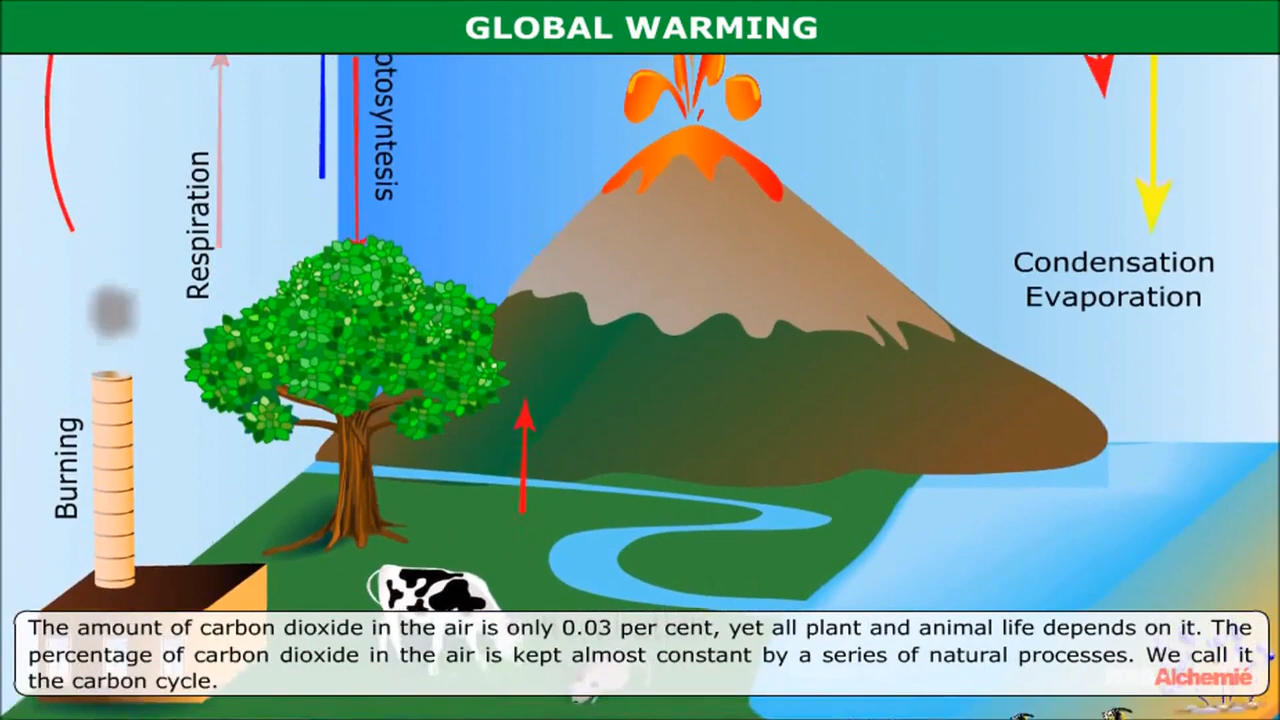 GLOBAL WARMING
otosyntesis
Respiration
Condensation
Evaporation
Burning
The amount of carbon dioxide in the air is only 0.03 per cent, yet all plant and animal life depends on it. The
percentage of carbon dioxide in the air is kept almost constant by a series of natural processes. We call it
the carbon cycle.
Alchemié